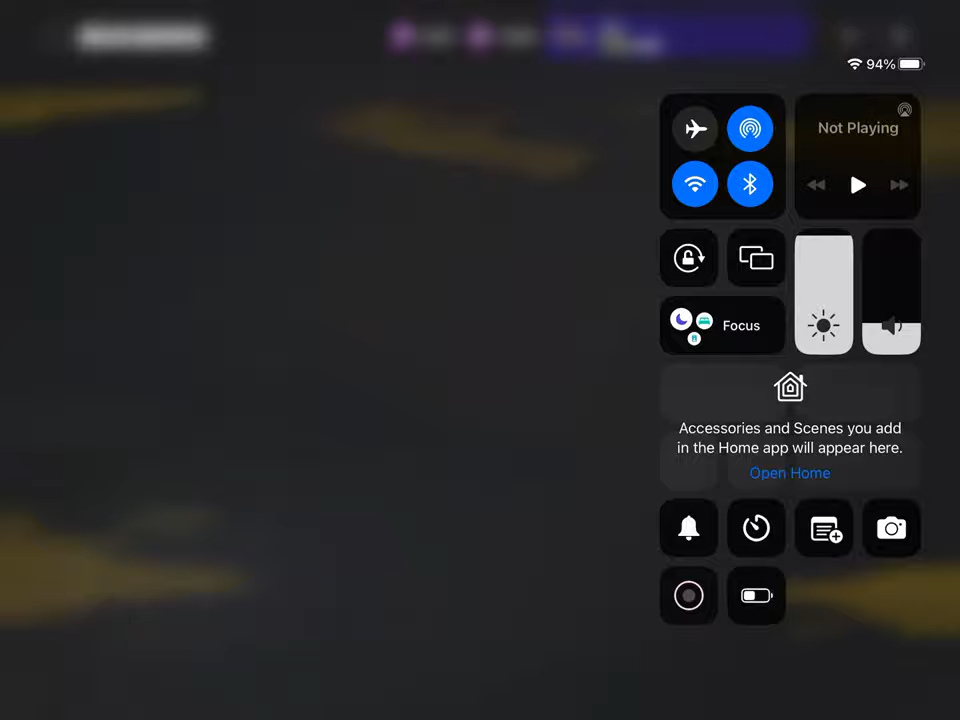 94%
Not Playing
Focus
Accessories and Scenes you add
in the Home app will appear here.
Open Home